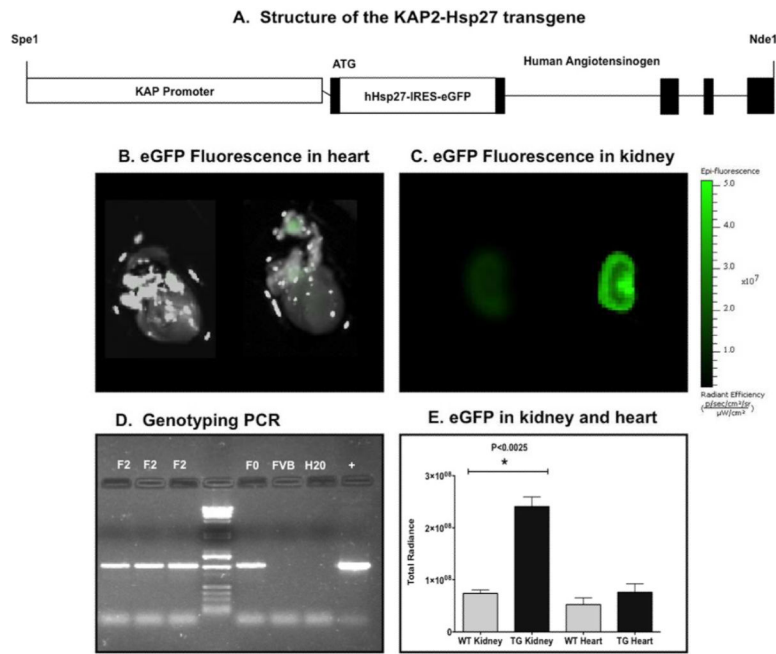 A. Structure of the KAP2-Hsp27 transgene
Spe1
Nde1
ATG
Human Angiotensinogen
KAP Promoter
hHsp27-IRES-eGFP
B. eGFP Fluorescence in heart
C. eGFP Fluorescence in kidney
Epi-fluorescence
5.0
4.0
3.0
x10⁷
2.0
1.0
Radiant Efficiency
(p/sec/cm²/sr
µW/cm²)
D. Genotyping PCR
F2 F2 F2 F0 FVB H20 +
E. eGFP in kidney and heart
P<0.0025
*
3×10⁰⁸
2×10⁰⁸
1×10⁰⁸
0
Total Radiance
WT Kidney TG Kidney WT Heart TG Heart